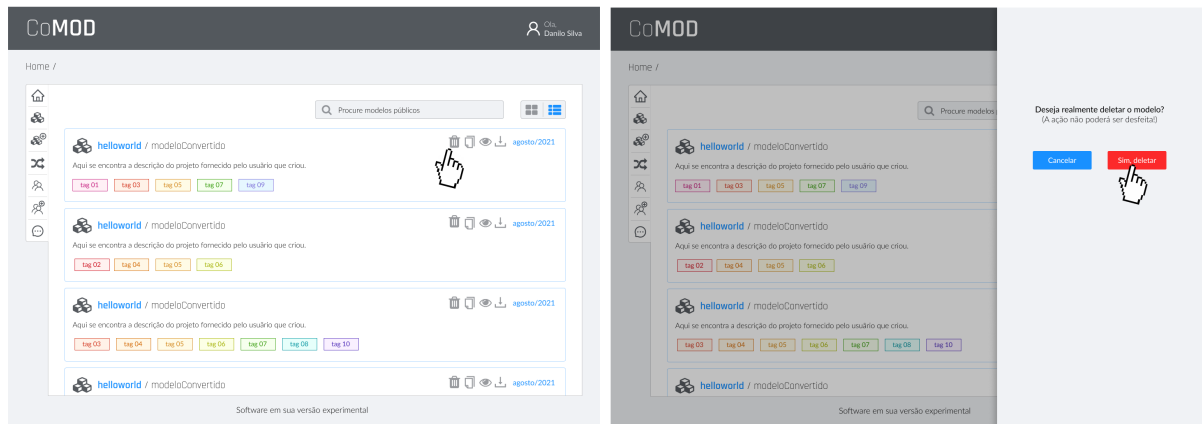 CoMOD
Ola,
Danilo Silva
Home /
Procure modelos públicos
helloworld / modeloConvertido
agosto/2021
Aqui se encontra a descrição do projeto fornecido pelo usuário que criou.
tag 01 tag 03 tag 05 tag 07 tag 09
helloworld / modeloConvertido
agosto/2021
Aqui se encontra a descrição do projeto fornecido pelo usuário que criou.
tag 02 tag 04 tag 05 tag 06
helloworld / modeloConvertido
agosto/2021
Aqui se encontra a descrição do projeto fornecido pelo usuário que criou.
tag 03 tag 04 tag 05 tag 06 tag 07 tag 08 tag 10
helloworld / modeloConvertido
agosto/2021
Software em sua versão experimental
CoMOD
Home /
Procure modelos
helloworld / modeloConvertido
Aqui se encontra a descrição do projeto fornecido pelo usuário que criou.
tag 01 tag 03 tag 05 tag 07 tag 09
helloworld / modeloConvertido
Aqui se encontra a descrição do projeto fornecido pelo usuário que criou.
tag 02 tag 04 tag 05 tag 06
helloworld / modeloConvertido
Aqui se encontra a descrição do projeto fornecido pelo usuário que criou.
tag 03 tag 04 tag 05 tag 06 tag 07 tag 08 tag 10
helloworld / modeloConvertido
Software em sua versão experimental
Deseja realmente deletar o modelo?
(A ação não poderá ser desfeita!)
Cancelar
Sim, deletar